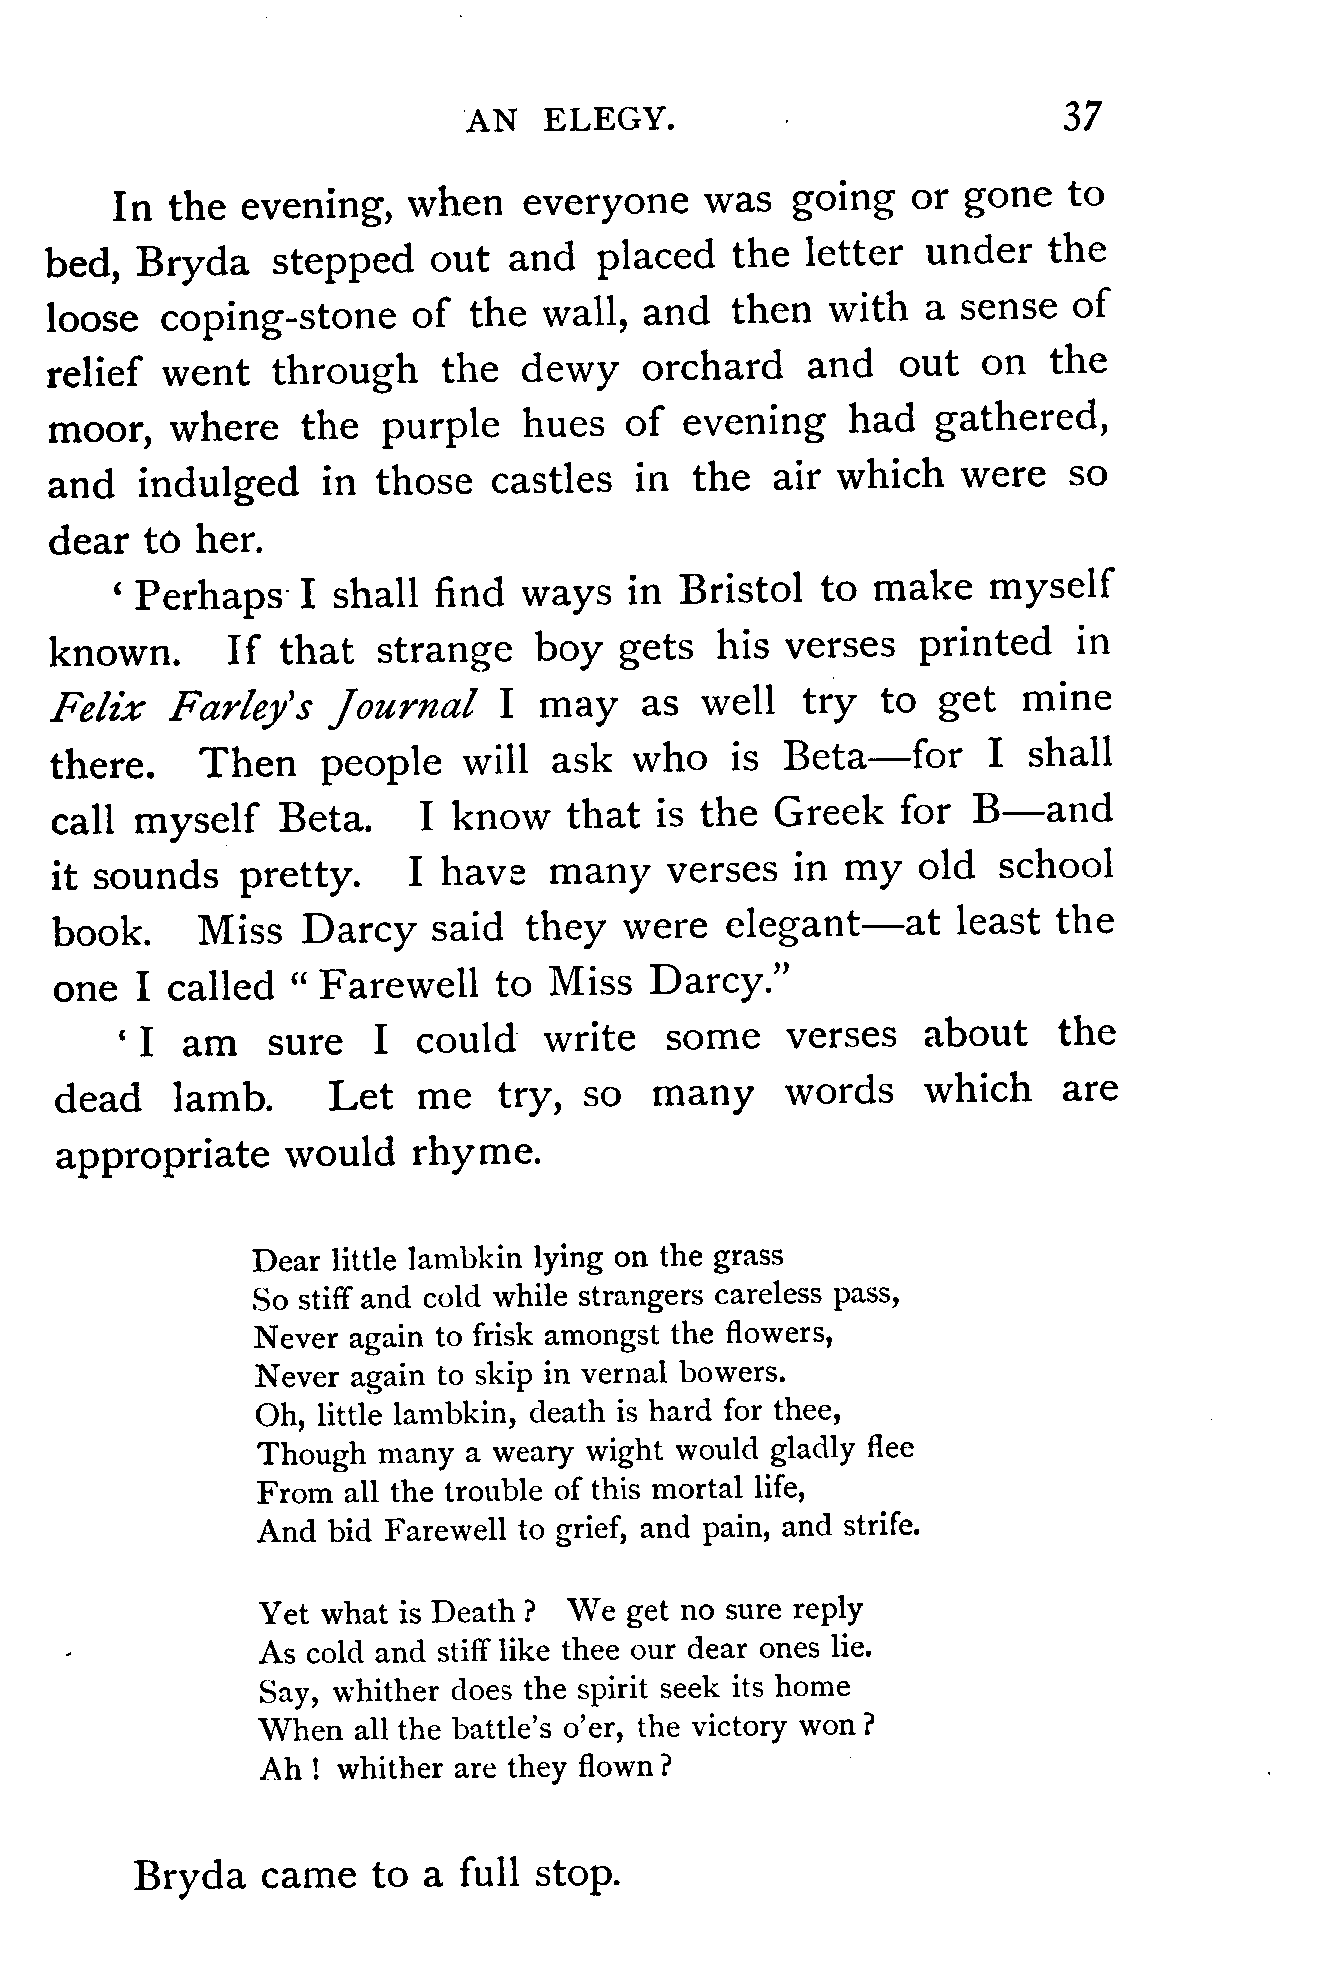 AN ELEGY. 37
In the evening, when everyone was going or gone to
bed, Bryda stepped out and placed the letter under the
loose coping-stone of the wall, and then with a sense of
relief went through the dewy orchard and out on the
moor, where the purple hues of evening had gathered,
and indulged in those castles in the air which were so
dear to her.
‘ Perhaps I shall find ways in Bristol to make myself
known. If that strange boy gets his verses printed in
Felix Farley's Journal I may as well try to get mine
there. Then people will ask who is Beta—for I shall
call myself Beta. I know that is the Greek for B—and
it sounds pretty. I have many verses in my old school
book. Miss Darcy said they were elegant—at least the
one I called “ Farewell to Miss Darcy.”
‘ I am sure I could write some verses about the
dead lamb. Let me try, so many words which are
appropriate would rhyme.
Dear little lambkin lying on the grass
So stiff and cold while strangers careless pass,
Never again to frisk amongst the flowers,
Never again to skip in vernal bowers.
Oh, little lambkin, death is hard for thee,
Though many a weary wight would gladly flee
From all the trouble of this mortal life,
And bid Farewell to grief, and pain, and strife.
Yet what is Death ? We get no sure reply
As cold and stiff like thee our dear ones lie.
Say, whither does the spirit seek its home
When all the battle’s o’er, the victory won ?
Ah ! whither are they flown ?
Bryda came to a full stop.